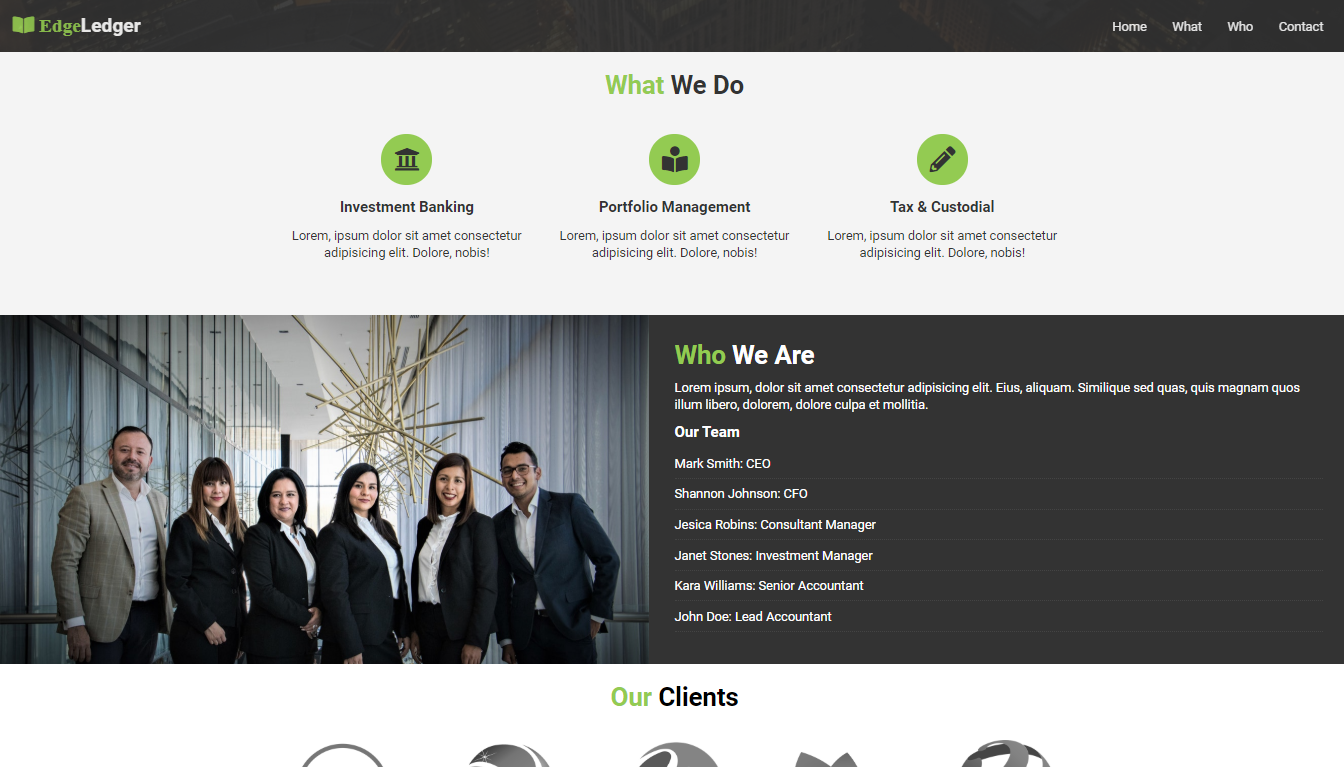 EdgeLedger
Home What Who Contact
What We Do
Investment Banking
Lorem, ipsum dolor sit amet consectetur
adipisicing elit. Dolore, nobis!
Portfolio Management
Lorem, ipsum dolor sit amet consectetur
adipisicing elit. Dolore, nobis!
Tax & Custodial
Lorem, ipsum dolor sit amet consectetur
adipisicing elit. Dolore, nobis!
Who We Are
Lorem ipsum, dolor sit amet consectetur adipisicing elit. Eius, aliquam. Similique sed quas, quis magnam quos
illum libero, dolorem, dolore culpa et mollitia.
Our Team
Mark Smith: CEO
Shannon Johnson: CFO
Jesica Robins: Consultant Manager
Janet Stones: Investment Manager
Kara Williams: Senior Accountant
John Doe: Lead Accountant
Our Clients